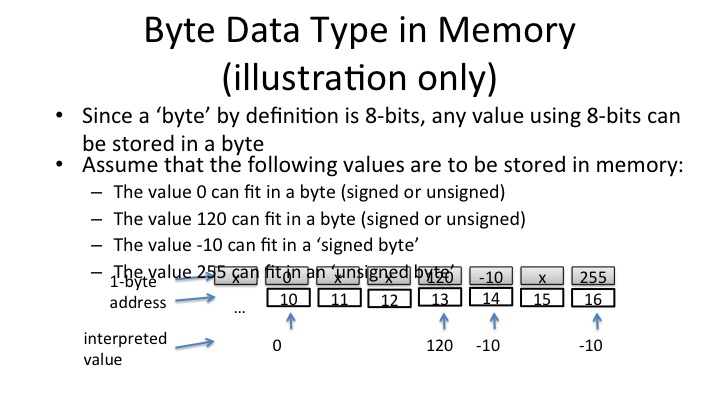 Byte Data Type in Memory
(illustration only)
• Since a ‘byte’ by definition is 8-bits, any value using 8-bits can
be stored in a byte
• Assume that the following values are to be stored in memory:
– The value 0 can fit in a byte (signed or unsigned)
– The value 120 can fit in a byte (signed or unsigned)
– The value -10 can fit in a ‘signed byte’
– The value 255 can fit in an ‘unsigned byte’
1-byte x 0 x x 120 -10 x 255
address ... 10 11 12 13 14 15 16
interpreted
value 0 120 -10 -10